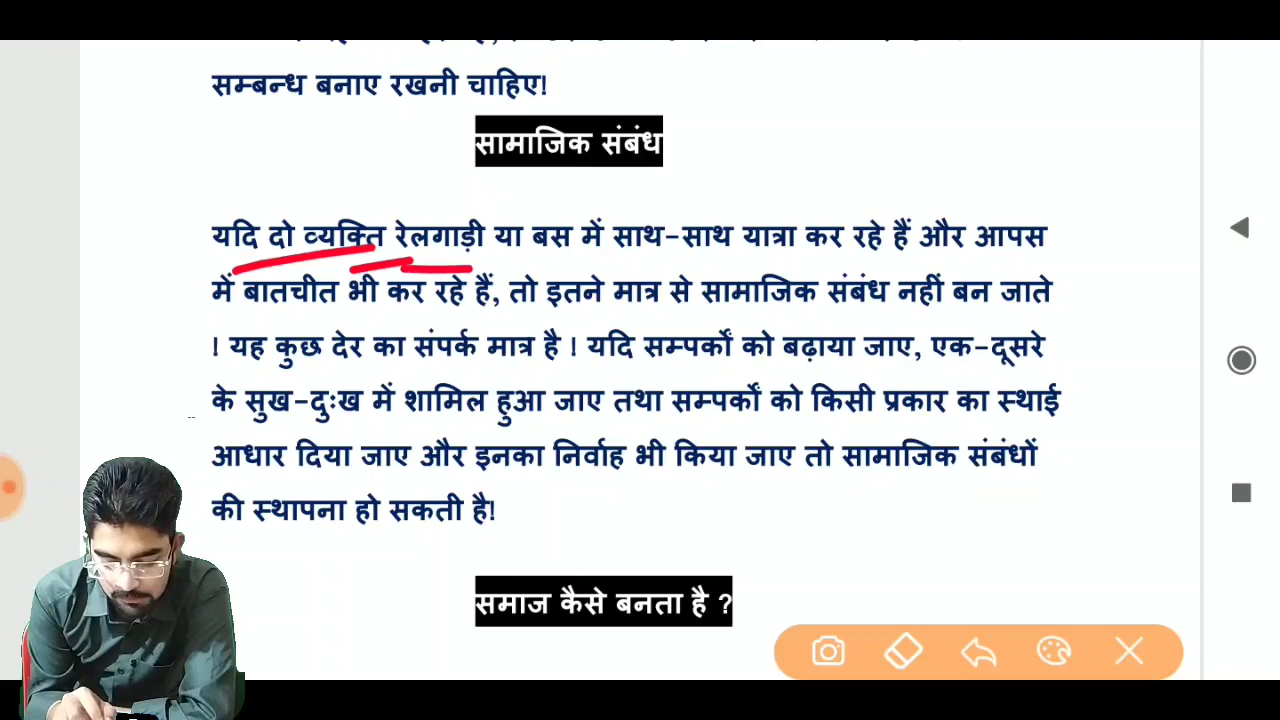 सम्बन्ध बनाए रखनी चाहिए!
सामाजिक संबंध
यदि दो व्यक्ति रेलगाड़ी या बस में साथ-साथ यात्रा कर रहे हैं और आपस
में बातचीत भी कर रहे हैं, तो इतने मात्र से सामाजिक संबंध नहीं बन जाते
! यह कुछ देर का संपर्क मात्र है ! यदि सम्पर्कों को बढ़ाया जाए, एक-दूसरे
के सुख-दुःख में शामिल हुआ जाए तथा सम्पर्कों को किसी प्रकार का स्थाई
आधार दिया जाए और इनका निर्वाह भी किया जाए तो सामाजिक संबंधों
की स्थापना हो सकती है!
समाज कैसे बनता है ?